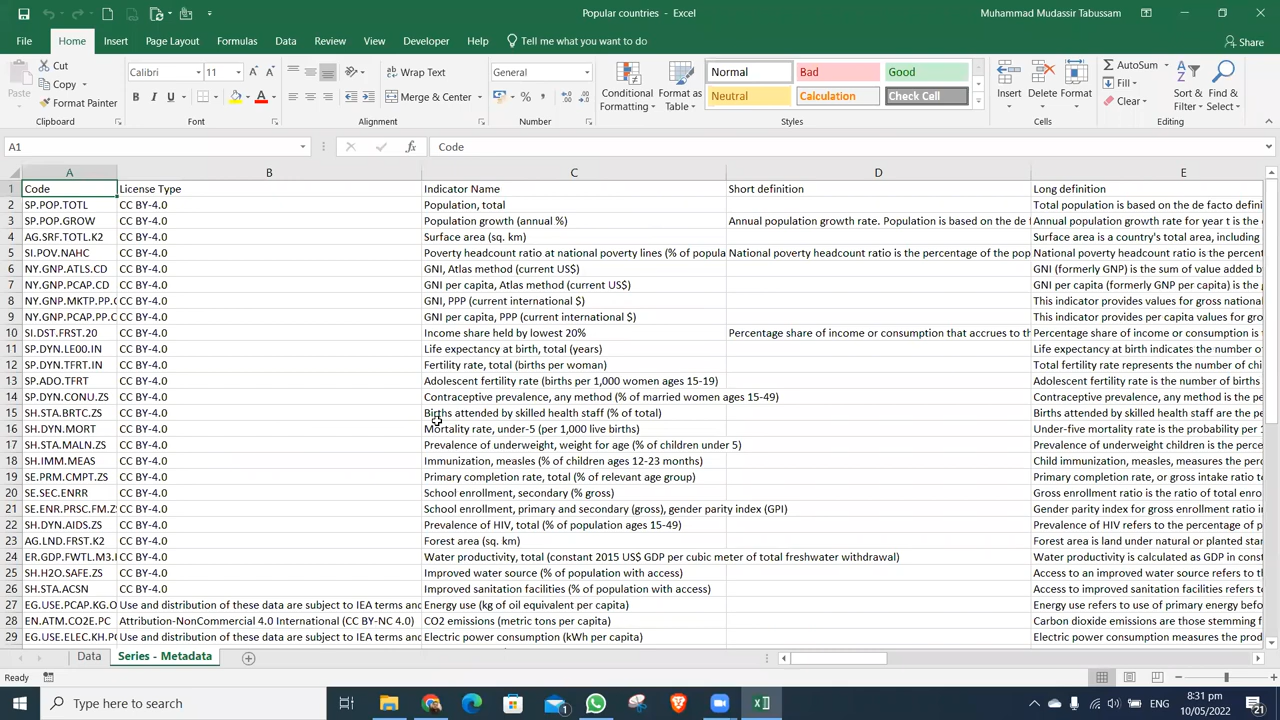 Popular countries - Excel
Muhammad Mudassir Tabussam
File Home Insert Page Layout Formulas Data Review View Developer Help Tell me what you want to do Share
Paste Cut Copy Format Painter Clipboard
Calibri 11 B I U A Font
Wrap Text Merge & Center Alignment
General % , Number
Conditional Formatting Format as Table
Normal Bad Good
Neutral Calculation Check Cell
Styles
Insert Delete Format Cells
AutoSum Fill Clear Sort & Filter Find & Select Editing
A1 fx Code
A B C D E
1 Code License Type Indicator Name Short definition Long definition
2 SP.POP.TOTL CC BY-4.0 Population, total Total population is based on the de facto defini
3 SP.POP.GROW CC BY-4.0 Population growth (annual %) Annual population growth rate. Population is based on the de f Annual population growth rate for year t is the
4 AG.SRF.TOTL.K2 CC BY-4.0 Surface area (sq. km) Surface area is a country's total area, including
5 SI.POV.NAHC CC BY-4.0 Poverty headcount ratio at national poverty lines (% of popula National poverty headcount ratio is the percentage of the pop National poverty headcount ratio is the percent
6 NY.GNP.ATLS.CD CC BY-4.0 GNI, Atlas method (current US$) GNI (formerly GNP) is the sum of value added by
7 NY.GNP.PCAP.CD CC BY-4.0 GNI per capita, Atlas method (current US$) GNI per capita (formerly GNP per capita) is the g
8 NY.GNP.MKTP.PP.C CC BY-4.0 GNI, PPP (current international $) This indicator provides values for gross national
9 NY.GNP.PCAP.PP.C CC BY-4.0 GNI per capita, PPP (current international $) This indicator provides per capita values for gros
10 SI.DST.FRST.20 CC BY-4.0 Income share held by lowest 20% Percentage share of income or consumption that accrues to th Percentage share of income or consumption is
11 SP.DYN.LE00.IN CC BY-4.0 Life expectancy at birth, total (years) Life expectancy at birth indicates the number of
12 SP.DYN.TFRT.IN CC BY-4.0 Fertility rate, total (births per woman) Total fertility rate represents the number of chi
13 SP.ADO.TFRT CC BY-4.0 Adolescent fertility rate (births per 1,000 women ages 15-19) Adolescent fertility rate is the number of births
14 SP.DYN.CONU.ZS CC BY-4.0 Contraceptive prevalence, any method (% of married women ages 15-49) Contraceptive prevalence, any method is the pe
15 SH.STA.BRTC.ZS CC BY-4.0 Births attended by skilled health staff (% of total) Births attended by skilled health staff are the pe
16 SH.DYN.MORT CC BY-4.0 Mortality rate, under-5 (per 1,000 live births) Under-five mortality rate is the probability per 1
17 SH.STA.MALN.ZS CC BY-4.0 Prevalence of underweight, weight for age (% of children under 5) Prevalence of underweight children is the perce
18 SH.IMM.MEAS CC BY-4.0 Immunization, measles (% of children ages 12-23 months) Child immunization, measles, measures the perc
19 SE.PRM.CMPT.ZS CC BY-4.0 Primary completion rate, total (% of relevant age group) Primary completion rate, or gross intake ratio to
20 SE.SEC.ENRR CC BY-4.0 School enrollment, secondary (% gross) Gross enrollment ratio is the ratio of total enrol
21 SE.ENR.PRSC.FM.Z CC BY-4.0 School enrollment, primary and secondary (gross), gender parity index (GPI) Gender parity index for gross enrollment ratio in
22 SH.DYN.AIDS.ZS CC BY-4.0 Prevalence of HIV, total (% of population ages 15-49) Prevalence of HIV refers to the percentage of p
23 AG.LND.FRST.K2 CC BY-4.0 Forest area (sq. km) Forest area is land under natural or planted stan
24 ER.GDP.FWTL.M3.I CC BY-4.0 Water productivity, total (constant 2015 US$ GDP per cubic meter of total freshwater withdrawal) Water productivity is calculated as GDP in const
25 SH.H2O.SAFE.ZS CC BY-4.0 Improved water source (% of population with access) Access to an improved water source refers to th
26 SH.STA.ACSN CC BY-4.0 Improved sanitation facilities (% of population with access) Access to improved sanitation facilities refers to
27 EG.USE.PCAP.KG.O Use and distribution of these data are subject to IEA terms and Energy use (kg of oil equivalent per capita) Energy use refers to use of primary energy befor
28 EN.ATM.CO2E.PC Attribution-NonCommercial 4.0 International (CC BY-NC 4.0) CO2 emissions (metric tons per capita) Carbon dioxide emissions are those stemming f
29 EG.USE.ELEC.KH.P Use and distribution of these data are subject to IEA terms and Electric power consumption (kWh per capita) Electric power consumption measures the prod
Data Series - Metadata
Ready
Type here to search
8:31 pm
10/05/2022
1
21